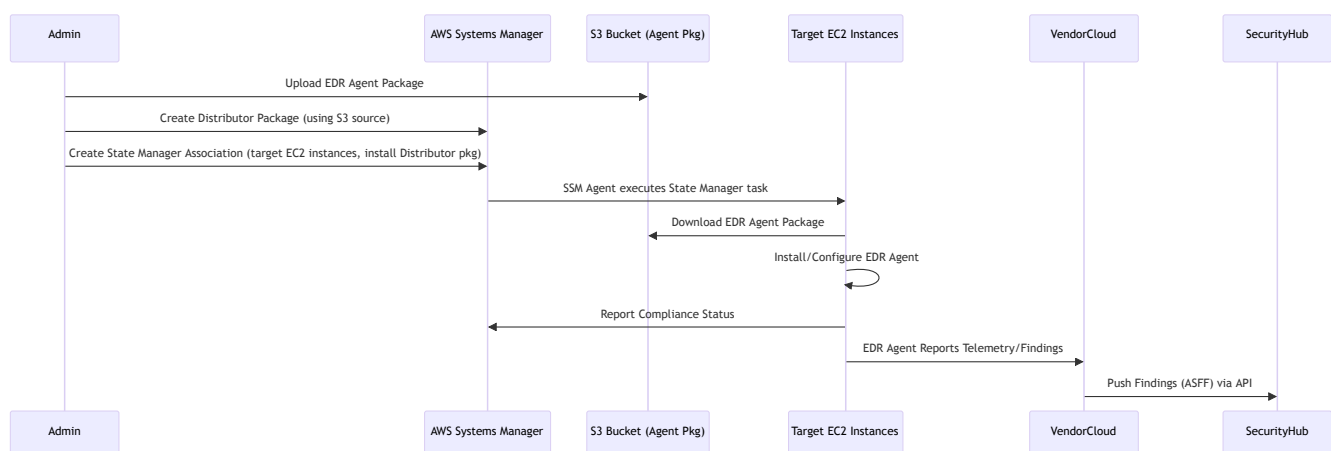 Admin
AWS Systems Manager
S3 Bucket (Agent Pkg)
Target EC2 Instances
VendorCloud
SecurityHub
Upload EDR Agent Package
Create Distributor Package (using S3 source)
Create State Manager Association (target EC2 instances, install Distributor pkg)
SSM Agent executes State Manager task
Download EDR Agent Package
Install/Configure EDR Agent
Report Compliance Status
EDR Agent Reports Telemetry/Findings
Push Findings (ASFF) via API
Admin
AWS Systems Manager
S3 Bucket (Agent Pkg)
Target EC2 Instances
VendorCloud
SecurityHub